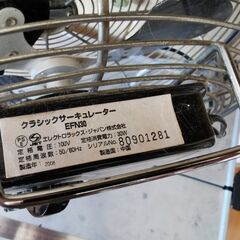 クラシックサーキュレーター
EFN30
エレクトロラックス・ジャパン株式会社
定格電圧：100V 定格消費電力：30W
定格周波数：50/60Hz シリアルNo.80901281
製造年：2008 製造国：中国